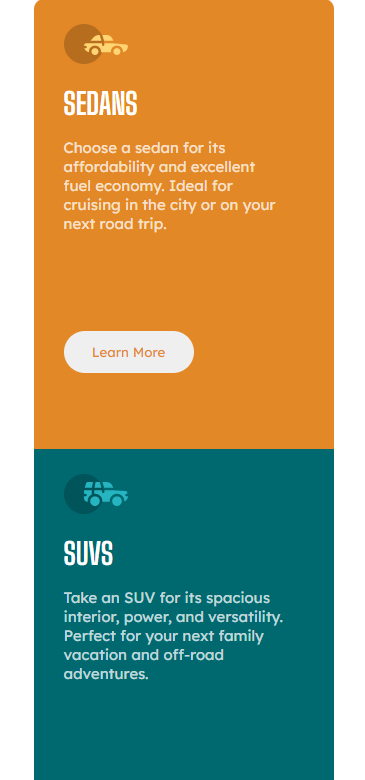 SEDANS
Choose a sedan for its
affordability and excellent
fuel economy. Ideal for
cruising in the city or on your
next road trip.
Learn More
SUVS
Take an SUV for its spacious
interior, power, and versatility.
Perfect for your next family
vacation and off-road
adventures.